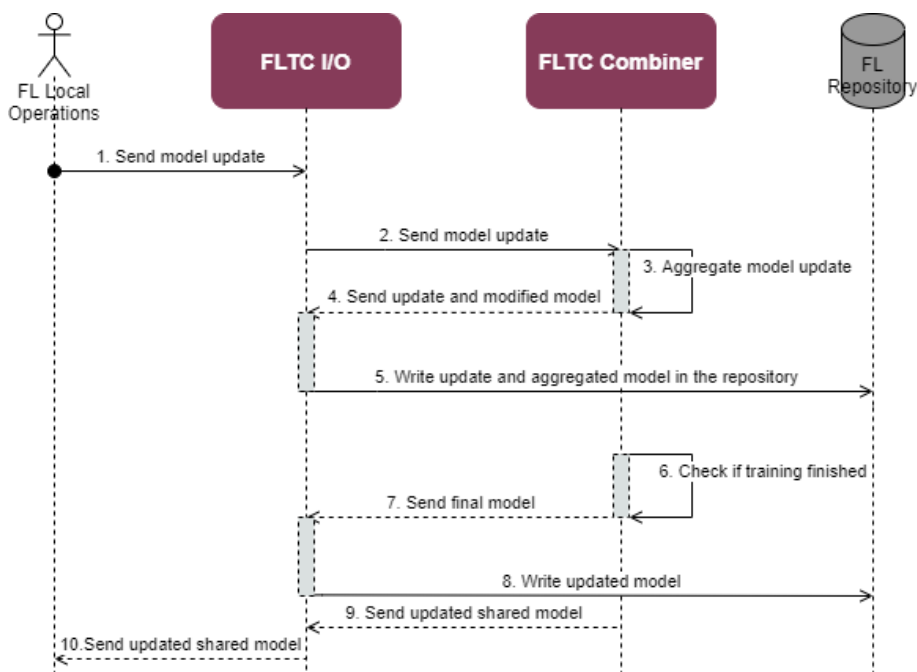 FL Local
Operations
FLTC I/O
FLTC Combiner
FL
Repository
1. Send model update
2. Send model update
3. Aggregate model update
4. Send update and modified model
5. Write update and aggregated model in the repository
6. Check if training finished
7. Send final model
8. Write updated model
9. Send updated shared model
10.Send updated shared model